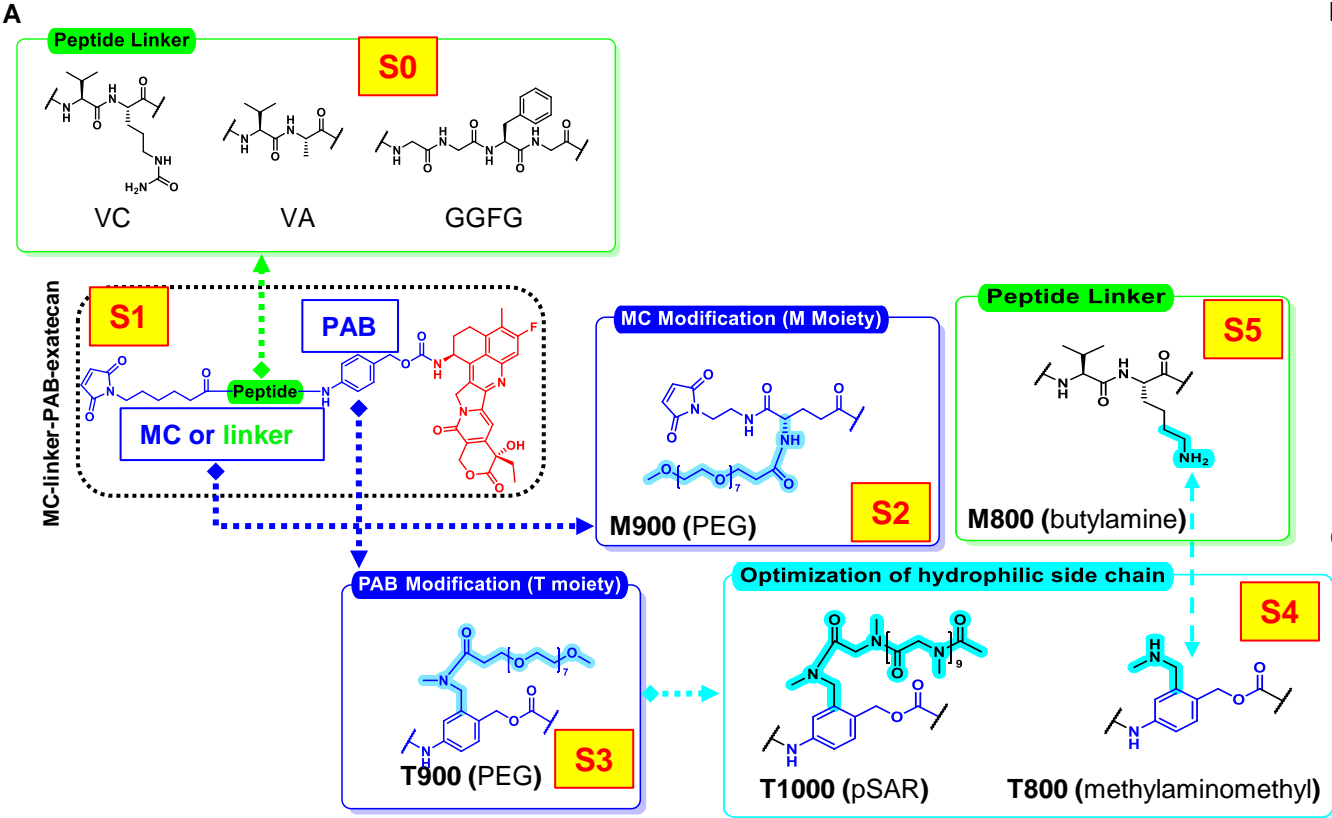 A
Peptide Linker
S0
VC
VA
GGFG
MC-linker-PAB-exatecan
S1
PAB
Peptide
MC or linker
MC Modification (M Moiety)
M900 (PEG)
S2
Peptide Linker
S5
M800 (butylamine)
PAB Modification (T moiety)
T900 (PEG)
S3
Optimization of hydrophilic side chain
S4
T1000 (pSAR)
T800 (methylaminomethyl)